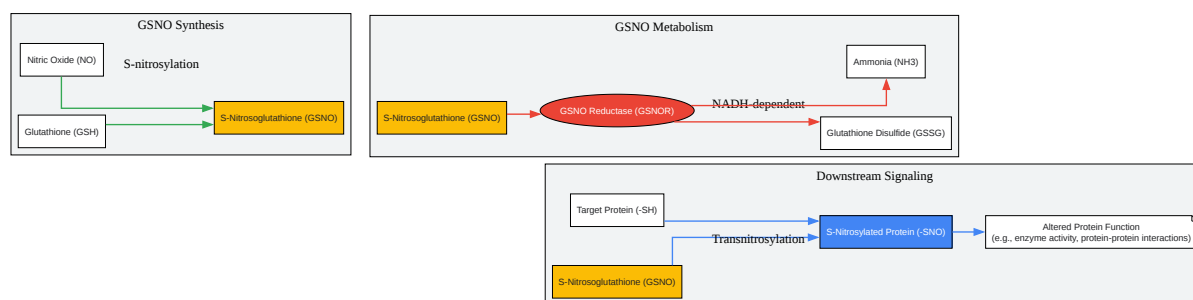 GSNO Synthesis
Nitric Oxide (NO)
S-nitrosylation
S-Nitrosoglutathione (GSNO)
Glutathione (GSH)
GSNO Metabolism
Ammonia (NH3)
S-Nitrosoglutathione (GSNO)
GSNO Reductase (GSNOR)
NADH-dependent
Glutathione Disulfide (GSSG)
Downstream Signaling
Target Protein (-SH)
Transnitrosylation
S-Nitrosylated Protein (-SNO)
Altered Protein Function
(e.g., enzyme activity, protein-protein interactions)
S-Nitrosoglutathione (GSNO)